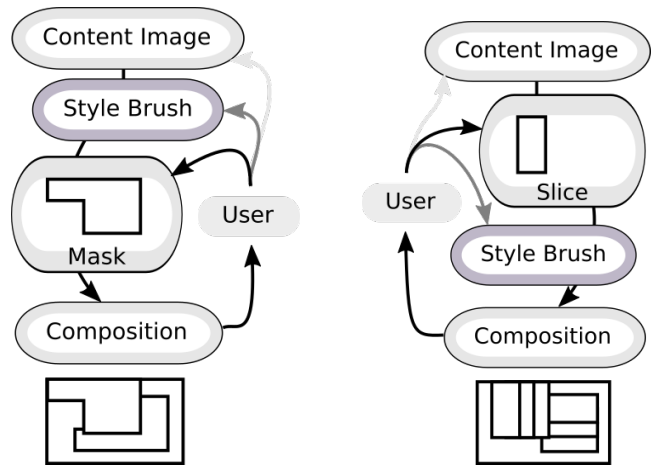 Content Image
Style Brush
Mask
User
Composition
Content Image
Slice
User
Style Brush
Composition